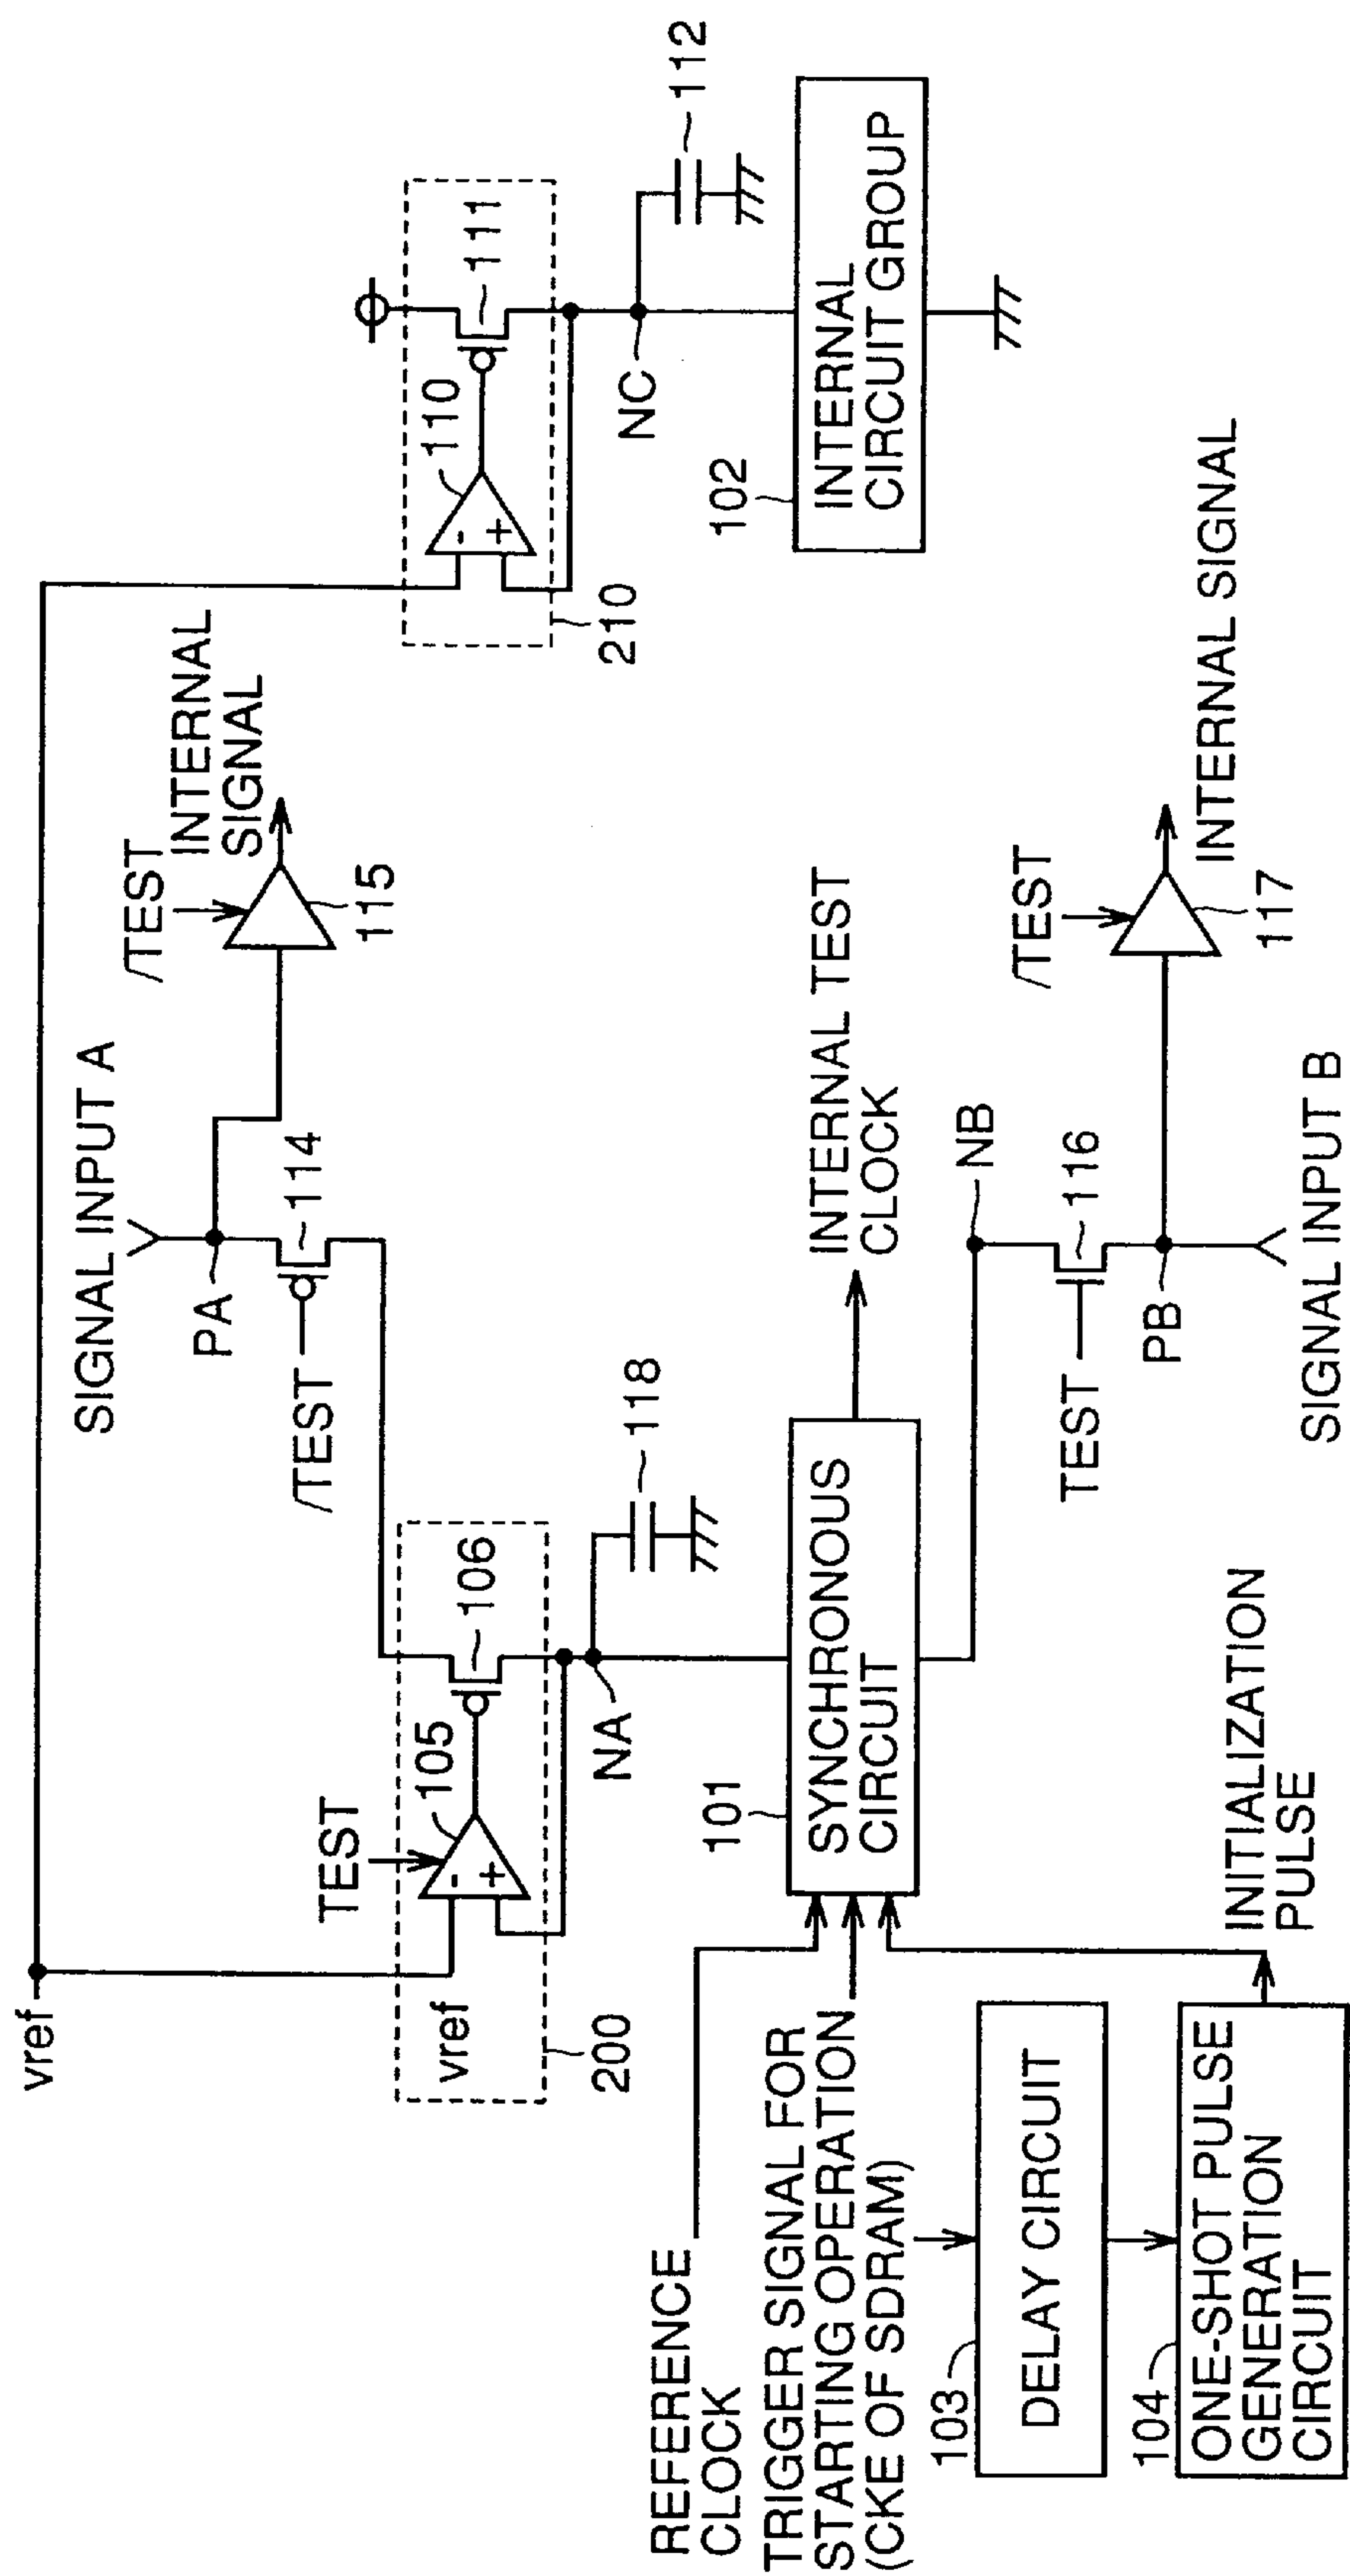 vref
SIGNAL INPUT A
/TEST
INTERNAL
SIGNAL
PA
114
115
/TEST
TEST
105
106
vref
200
NA
118
110
111
210
NC
112
102
INTERNAL
CIRCUIT GROUP
REFERENCE
CLOCK
TRIGGER SIGNAL FOR
STARTING OPERATION
(CKE OF SDRAM)
101
SYNCHRONOUS
CIRCUIT
INTERNAL TEST
CLOCK
103
DELAY CIRCUIT
104
ONE-SHOT PULSE
GENERATION
CIRCUIT
INITIALIZATION
PULSE
NB
TEST
116
PB
/TEST
117
INTERNAL SIGNAL
SIGNAL INPUT B
-
+
-
+